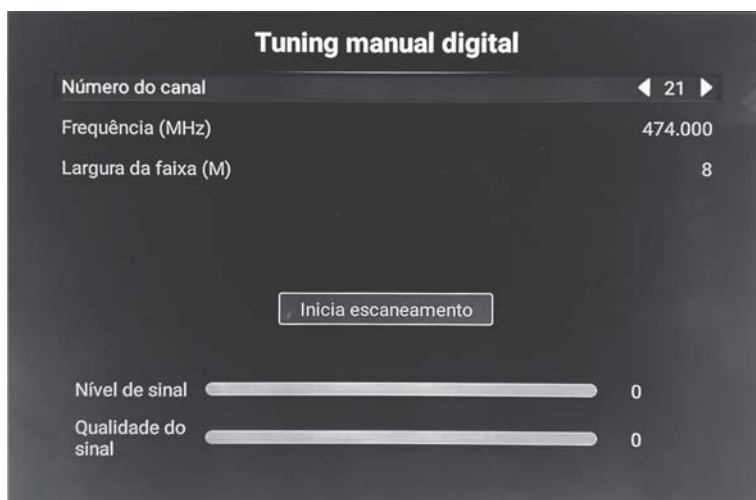 Tuning manual digital
Número do canal ◀ 21 ▶
Frequência (MHz) 474.000
Largura da faixa (M) 8
Inicia escaneamento
Nível de sinal 0
Qualidade do
sinal 0